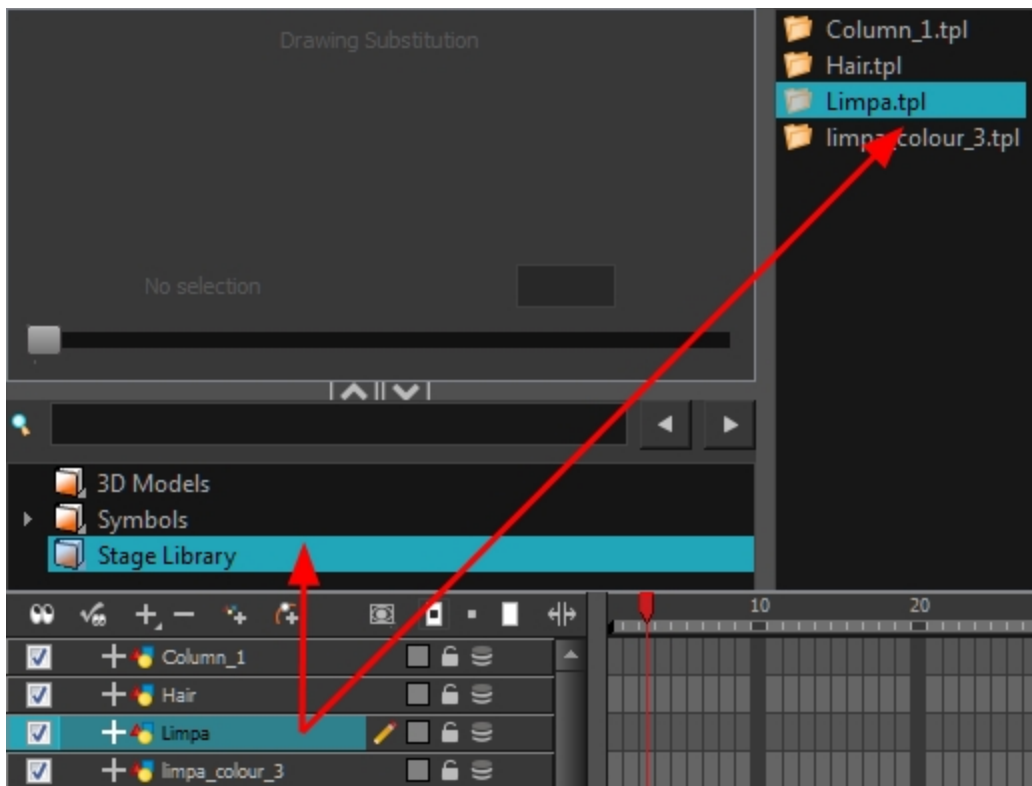 Drawing Substitution
No selection
Column_1.tpl
Hair.tpl
Limpa.tpl
limpa_colour_3.tpl
3D Models
Symbols
Stage Library
10 20
Column_1
Hair
Limpa
limpa_colour_3